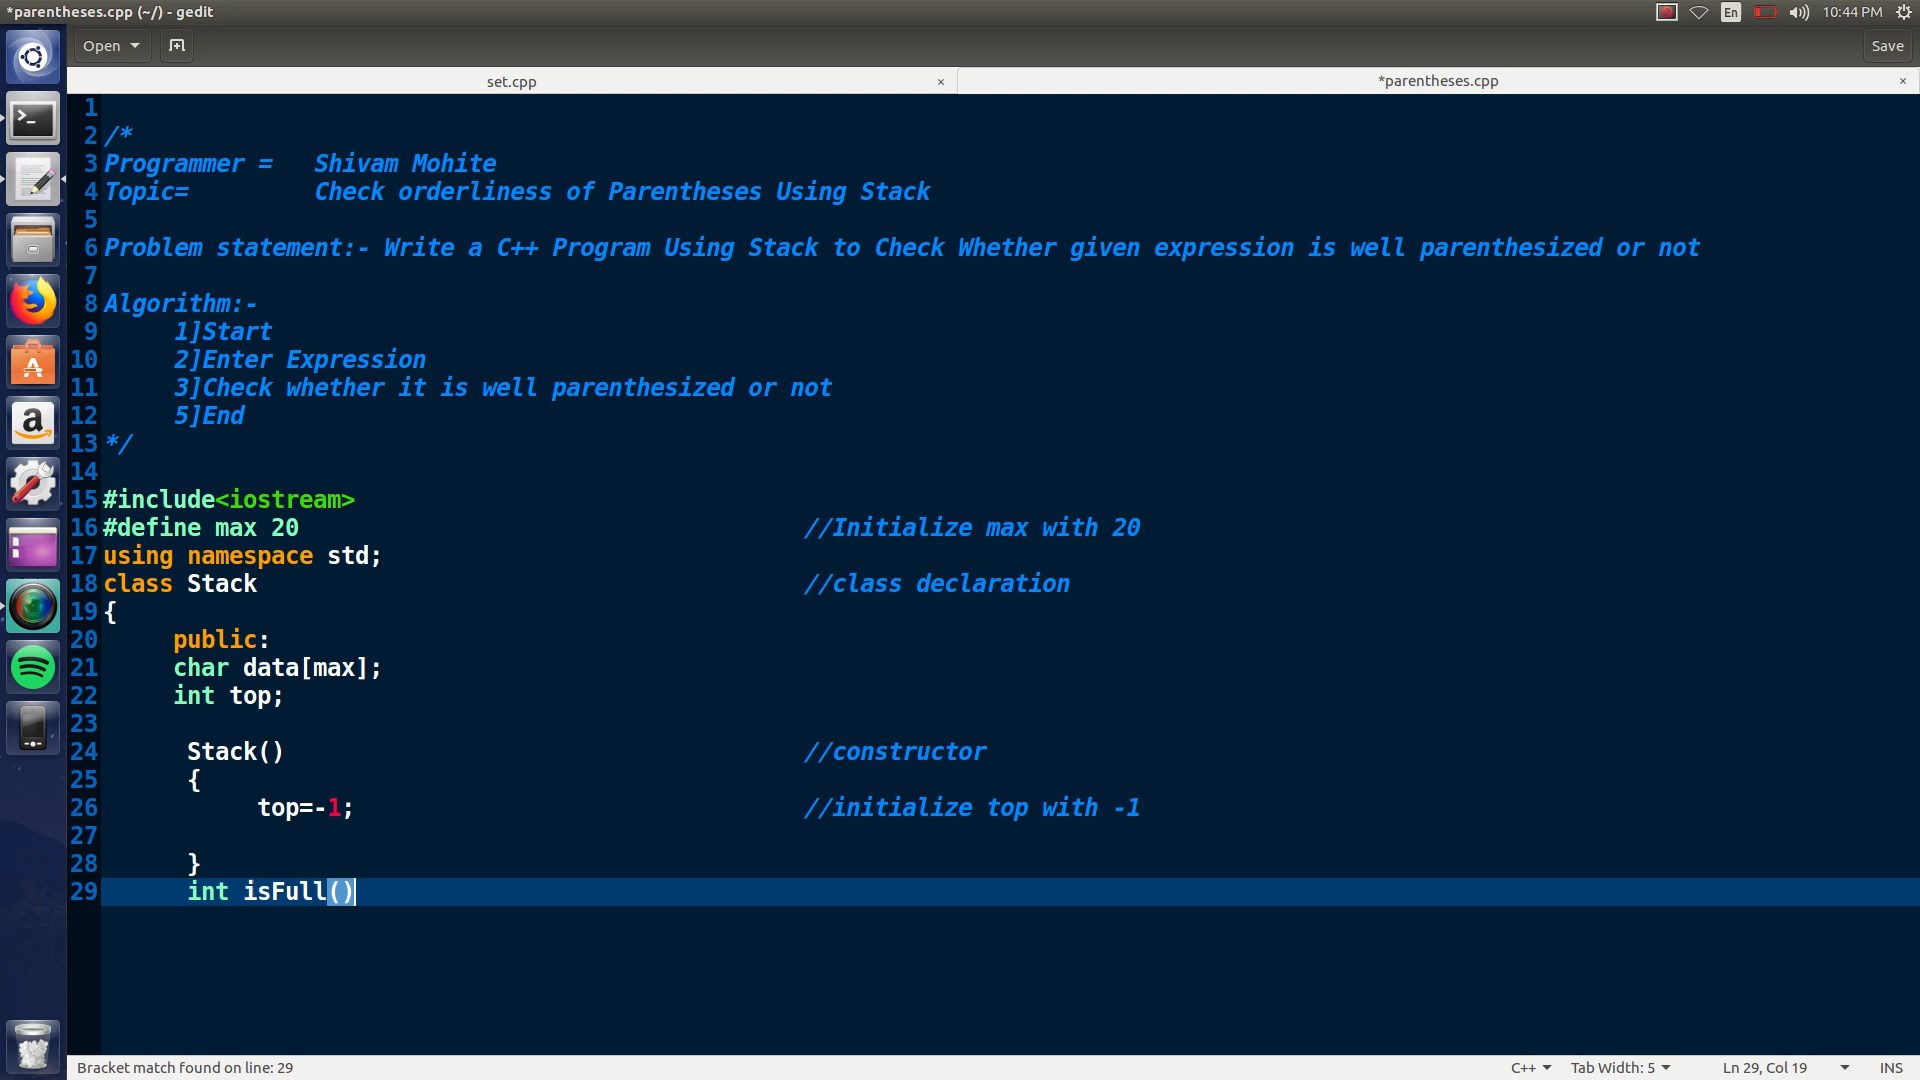 *parentheses.cpp (~/) - gedit
En
10:44 PM
Open
Save
set.cpp ×
*parentheses.cpp ×
1
2 /*
3 Programmer =   Shivam Mohite
4 Topic=         Check orderliness of Parentheses Using Stack
5
6 Problem statement:- Write a C++ Program Using Stack to Check Whether given expression is well parenthesized or not
7
8 Algorithm:-
9      1]Start
10      2]Enter Expression
11      3]Check whether it is well parenthesized or not
12      5]End
13 */
14
15 #include<iostream>
16 #define max 20                                    //Initialize max with 20
17 using namespace std;
18 class Stack                                       //class declaration
19 {
20      public:
21      char data[max];
22      int top;
23
24       Stack()                                     //constructor
25       {
26            top=-1;                                //initialize top with -1
27
28       }
29       int isFull()
Bracket match found on line: 29
C++
Tab Width: 5
Ln 29, Col 19
INS